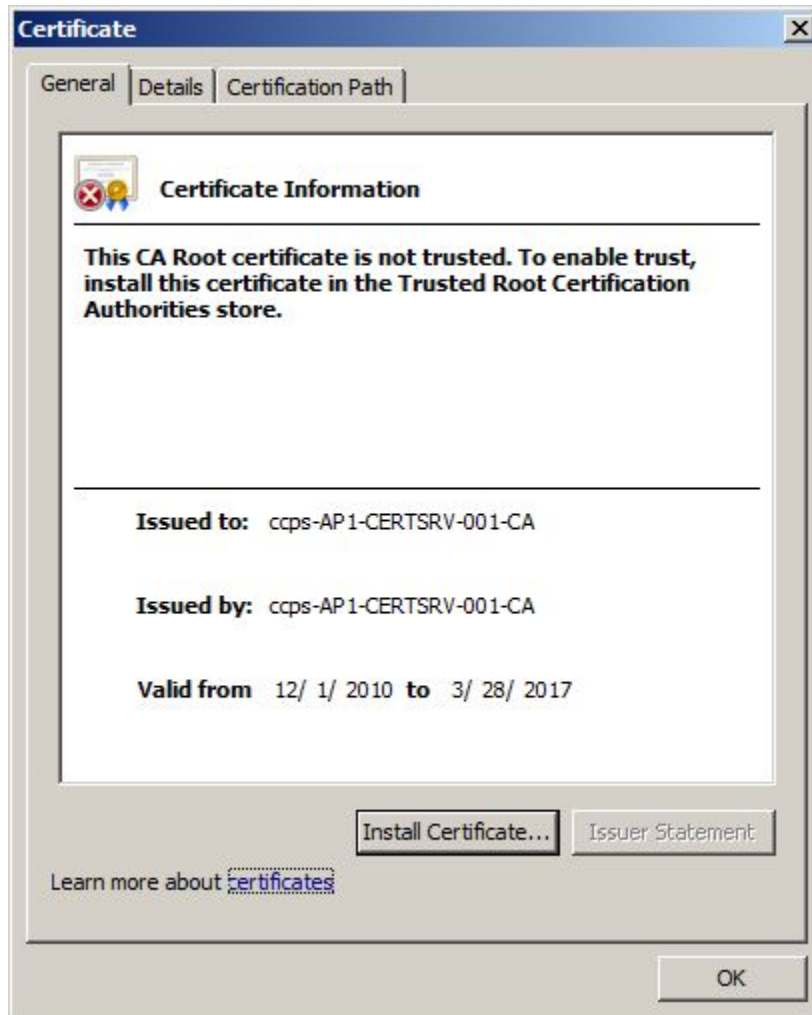 Certificate
General Details Certification Path
Certificate Information
This CA Root certificate is not trusted. To enable trust,
install this certificate in the Trusted Root Certification
Authorities store.
Issued to: ccps-AP1-CERTSRV-001-CA
Issued by: ccps-AP1-CERTSRV-001-CA
Valid from 12/ 1/ 2010 to 3/ 28/ 2017
Install Certificate... Issuer Statement
Learn more about certificates
OK